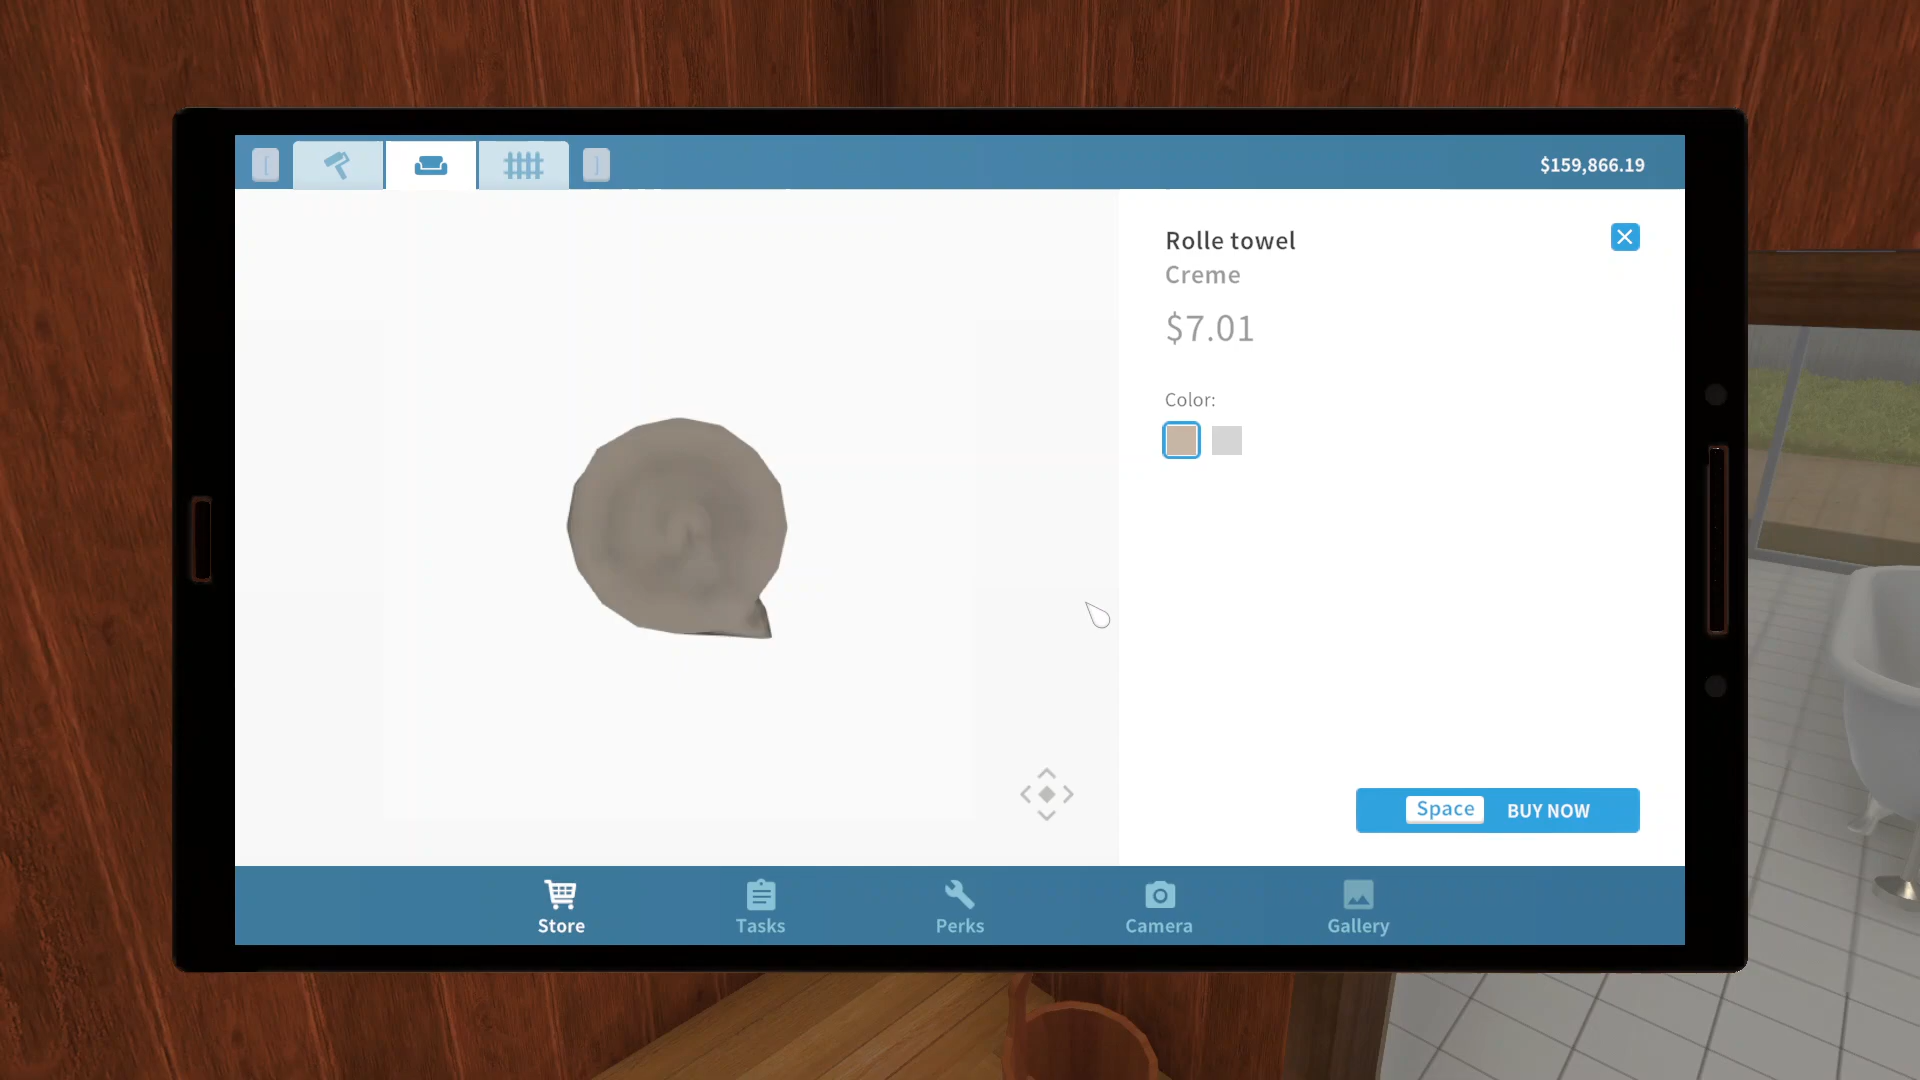 [
]
$159,866.19
Rolle towel
Creme
$7.01
Color:
Space BUY NOW
Store
Tasks
Perks
Camera
Gallery